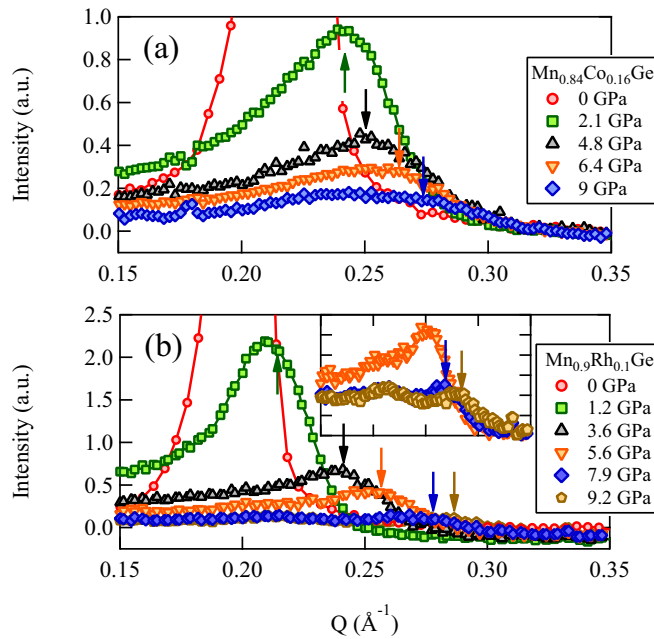 (a)
Intensity (a.u.)
1.0
0.8
0.6
0.4
0.2
0.0
0.15
0.20
0.25
0.30
0.35
Mn0.84Co0.16Ge
0 GPa
2.1 GPa
4.8 GPa
6.4 GPa
9 GPa
(b)
Intensity (a.u.)
2.5
2.0
1.5
1.0
0.5
0.0
0.15
0.20
0.25
0.30
0.35
Q (Å-1)
Mn0.9Rh0.1Ge
0 GPa
1.2 GPa
3.6 GPa
5.6 GPa
7.9 GPa
9.2 GPa